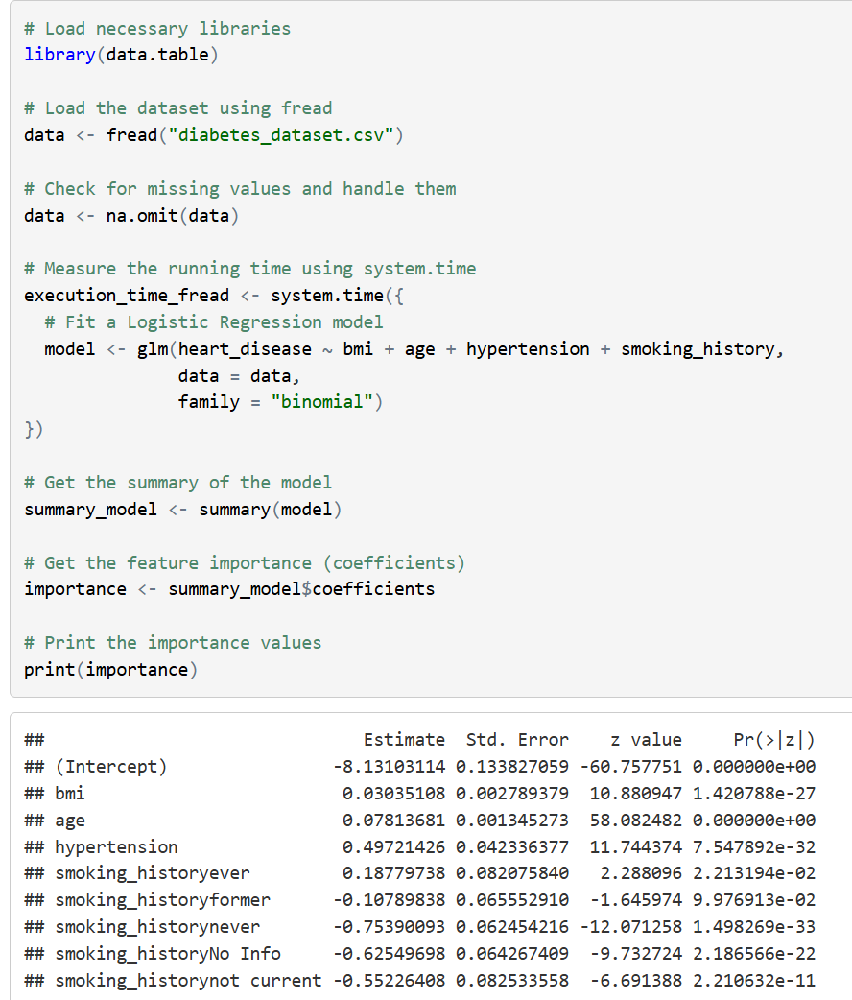 # Load necessary libraries
library(data.table)
# Load the dataset using fread
data <- fread("diabetes_dataset.csv")
# Check for missing values and handle them
data <- na.omit(data)
# Measure the running time using system.time
execution_time_fread <- system.time({
  # Fit a Logistic Regression model
  model <- glm(heart_disease ~ bmi + age + hypertension + smoking_history,
               data = data,
               family = "binomial")
})
# Get the summary of the model
summary_model <- summary(model)
# Get the feature importance (coefficients)
importance <- summary_model$coefficients
# Print the importance values
print(importance)
##                               Estimate  Std. Error    z value     Pr(>|z|)
## (Intercept)                -8.13103114 0.133827059 -60.757751 0.000000e+00
## bmi                         0.03035108 0.002789379  10.880947 1.420788e-27
## age                         0.07813681 0.001345273  58.082482 0.000000e+00
## hypertension                0.49721426 0.042336377  11.744374 7.547892e-32
## smoking_historyever         0.18779738 0.082075840   2.288096 2.213194e-02
## smoking_historyformer      -0.10789838 0.065552910  -1.645974 9.976913e-02
## smoking_historynever       -0.75390093 0.062454216 -12.071258 1.498269e-33
## smoking_historyNo Info     -0.62549698 0.064267409  -9.732724 2.186566e-22
## smoking_historynot current -0.55226408 0.082533558  -6.691388 2.210632e-11